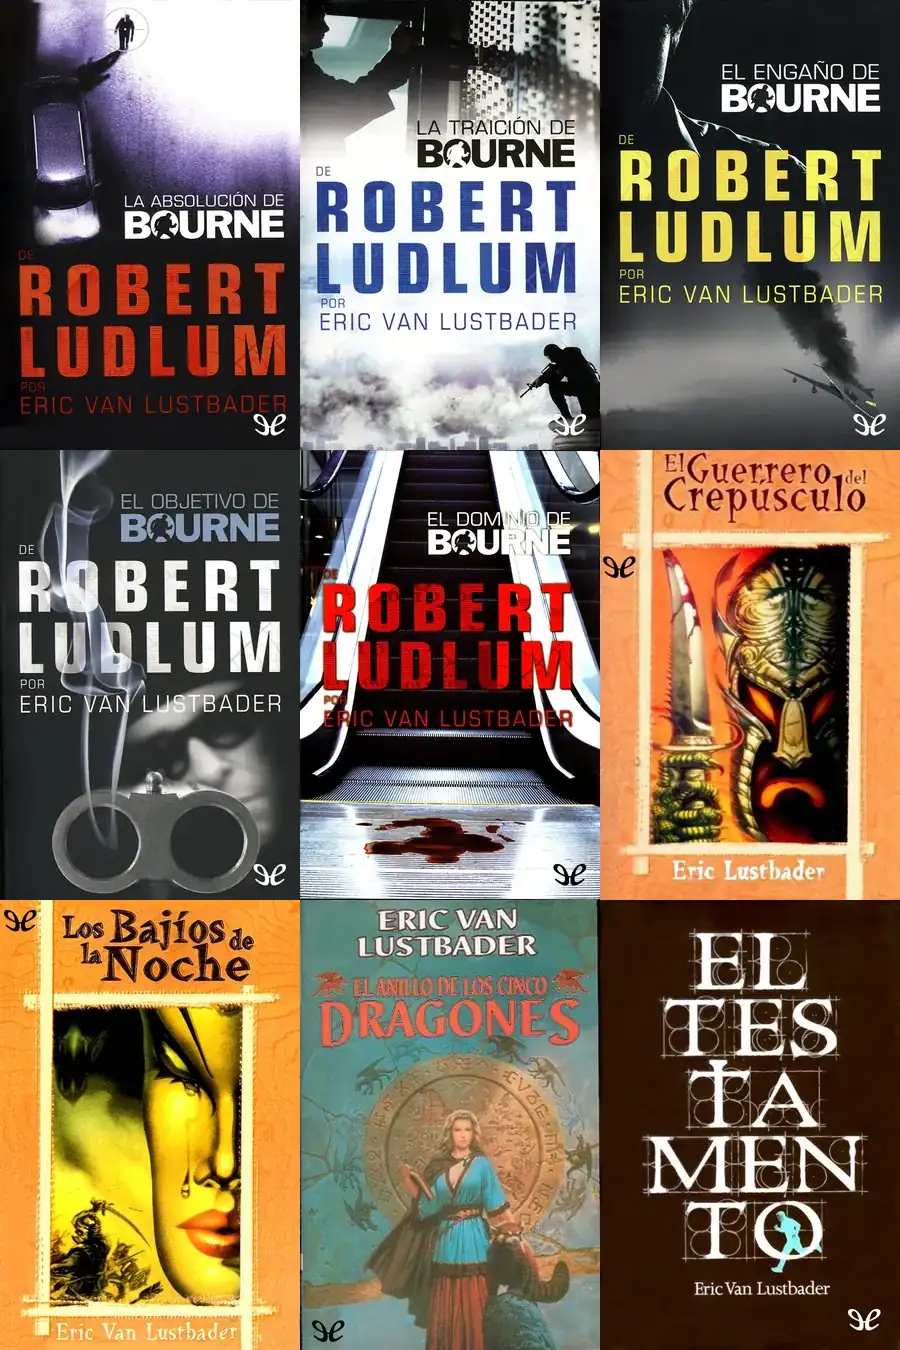 LA ABSOLUCIÓN DE
BOURNE
DE
ROBERT
LUDLUM
POR
ERIC VAN LUSTBADER
LA TRAICIÓN DE
BOURNE
DE
ROBERT
LUDLUM
POR
ERIC VAN LUSTBADER
EL ENGAÑO DE
BOURNE
DE
ROBERT
LUDLUM
POR
ERIC VAN LUSTBADER
EL OBJETIVO DE
BOURNE
DE
ROBERT
LUDLUM
POR
ERIC VAN LUSTBADER
EL DOMINIO DE
BOURNE
DE
ROBERT
LUDLUM
POR
ERIC VAN LUSTBADER
El Guerrero del
Crepúsculo
Eric Lustbader
Los Bajíos de
la Noche
Eric Van Lustbader
ERIC VAN
LUSTBADER
EL ANILLO DE LOS CINCO
DRAGONES
EL
TES
TA
MEN
TO
Eric Van Lustbader